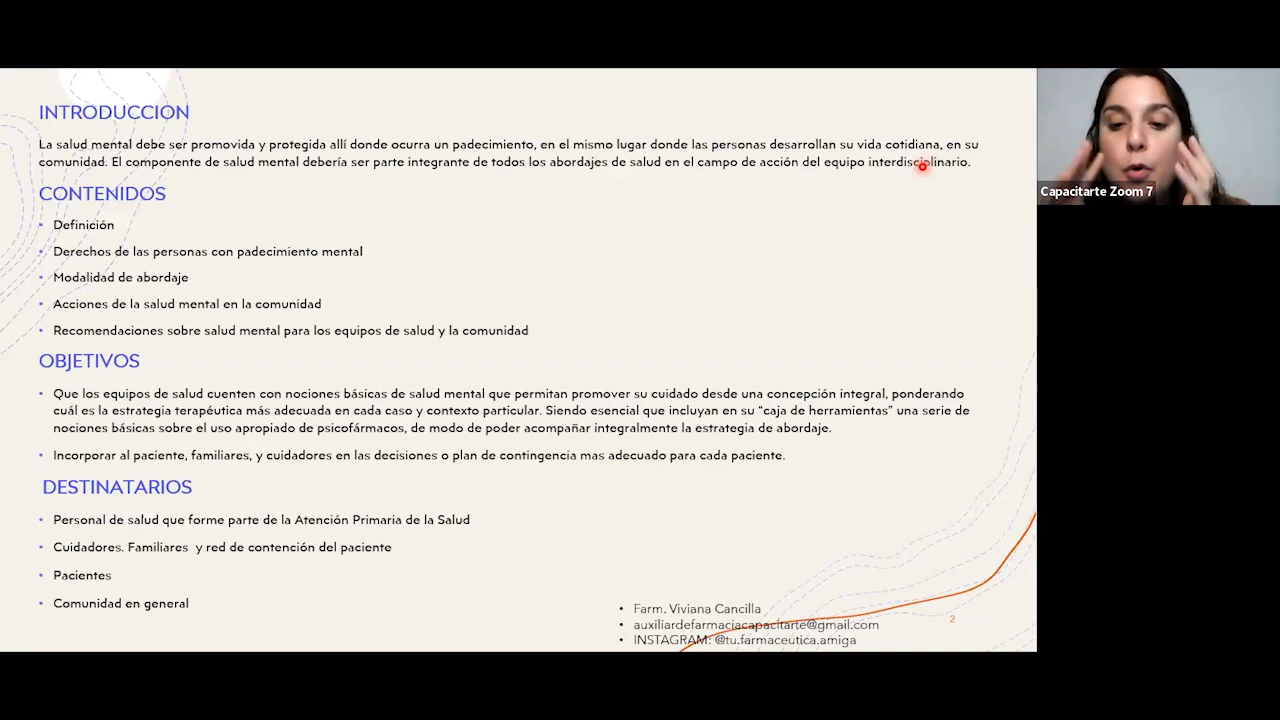 INTRODUCCION
La salud mental debe ser promovida y protegida allí donde ocurra un padecimiento, en el mismo lugar donde las personas desarrollan su vida cotidiana, en su
comunidad. El componente de salud mental debería ser parte integrante de todos los abordajes de salud en el campo de acción del equipo interdisciplinario.
CONTENIDOS
• Definición
• Derechos de las personas con padecimiento mental
• Modalidad de abordaje
• Acciones de la salud mental en la comunidad
• Recomendaciones sobre salud mental para los equipos de salud y la comunidad
OBJETIVOS
• Que los equipos de salud cuenten con nociones básicas de salud mental que permitan promover su cuidado desde una concepción integral, ponderando
cuál es la estrategia terapéutica más adecuada en cada caso y contexto particular. Siendo esencial que incluyan en su “caja de herramientas” una serie de
nociones básicas sobre el uso apropiado de psicofármacos, de modo de poder acompañar integralmente la estrategia de abordaje.
• Incorporar al paciente, familiares, y cuidadores en las decisiones o plan de contingencia mas adecuado para cada paciente.
DESTINATARIOS
• Personal de salud que forme parte de la Atención Primaria de la Salud
• Cuidadores. Familiares y red de contención del paciente
• Pacientes
• Comunidad en general
• Farm. Viviana Cancilla
• auxiliardefarmaciacapacitarte@gmail.com
• INSTAGRAM: @tu.farmaceutica.amiga
2
Capacitarte Zoom 7